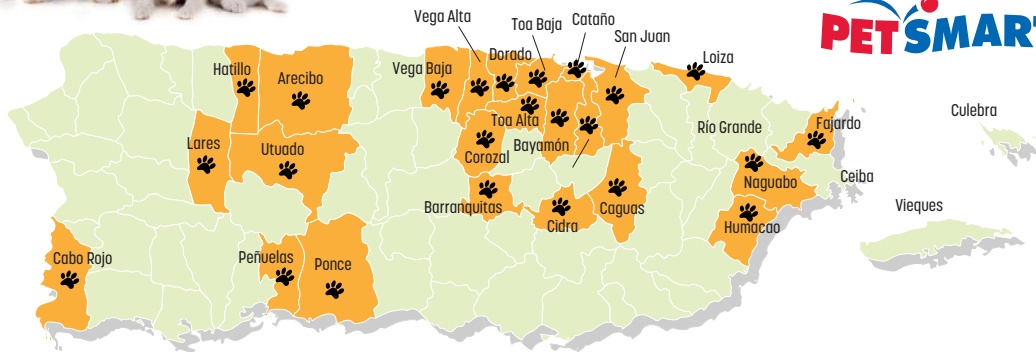 PETSMART
Vega Alta
Toa Baja
Cataño
San Juan
Dorado
Loiza
Hatillo
Arecibo
Vega Baja
Culebra
Toa Alta
Río Grande
Fajardo
Lares
Utuado
Corozal
Bayamón
Naguabo
Ceiba
Barranquitas
Cidra
Caguas
Humacao
Vieques
Cabo Rojo
Peñuelas
Ponce